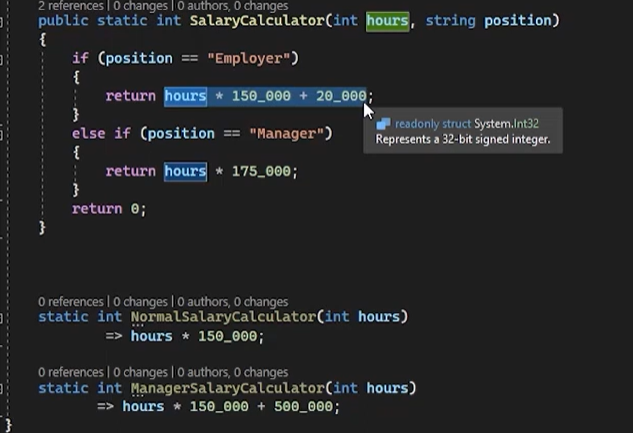 2 references | 0 changes | 0 authors, 0 changes
public static int SalaryCalculator(int hours, string position)
{
if (position == "Employer")
{
return hours * 150_000 + 20_000;
}
readonly struct System.Int32
Represents a 32-bit signed integer.
else if (position == "Manager")
{
return hours * 175_000;
}
return 0;
}
0 references | 0 changes | 0 authors, 0 changes
static int NormalSalaryCalculator(int hours)
=> hours * 150_000;
0 references | 0 changes | 0 authors, 0 changes
static int ManagerSalaryCalculator(int hours)
=> hours * 150_000 + 500_000;
}